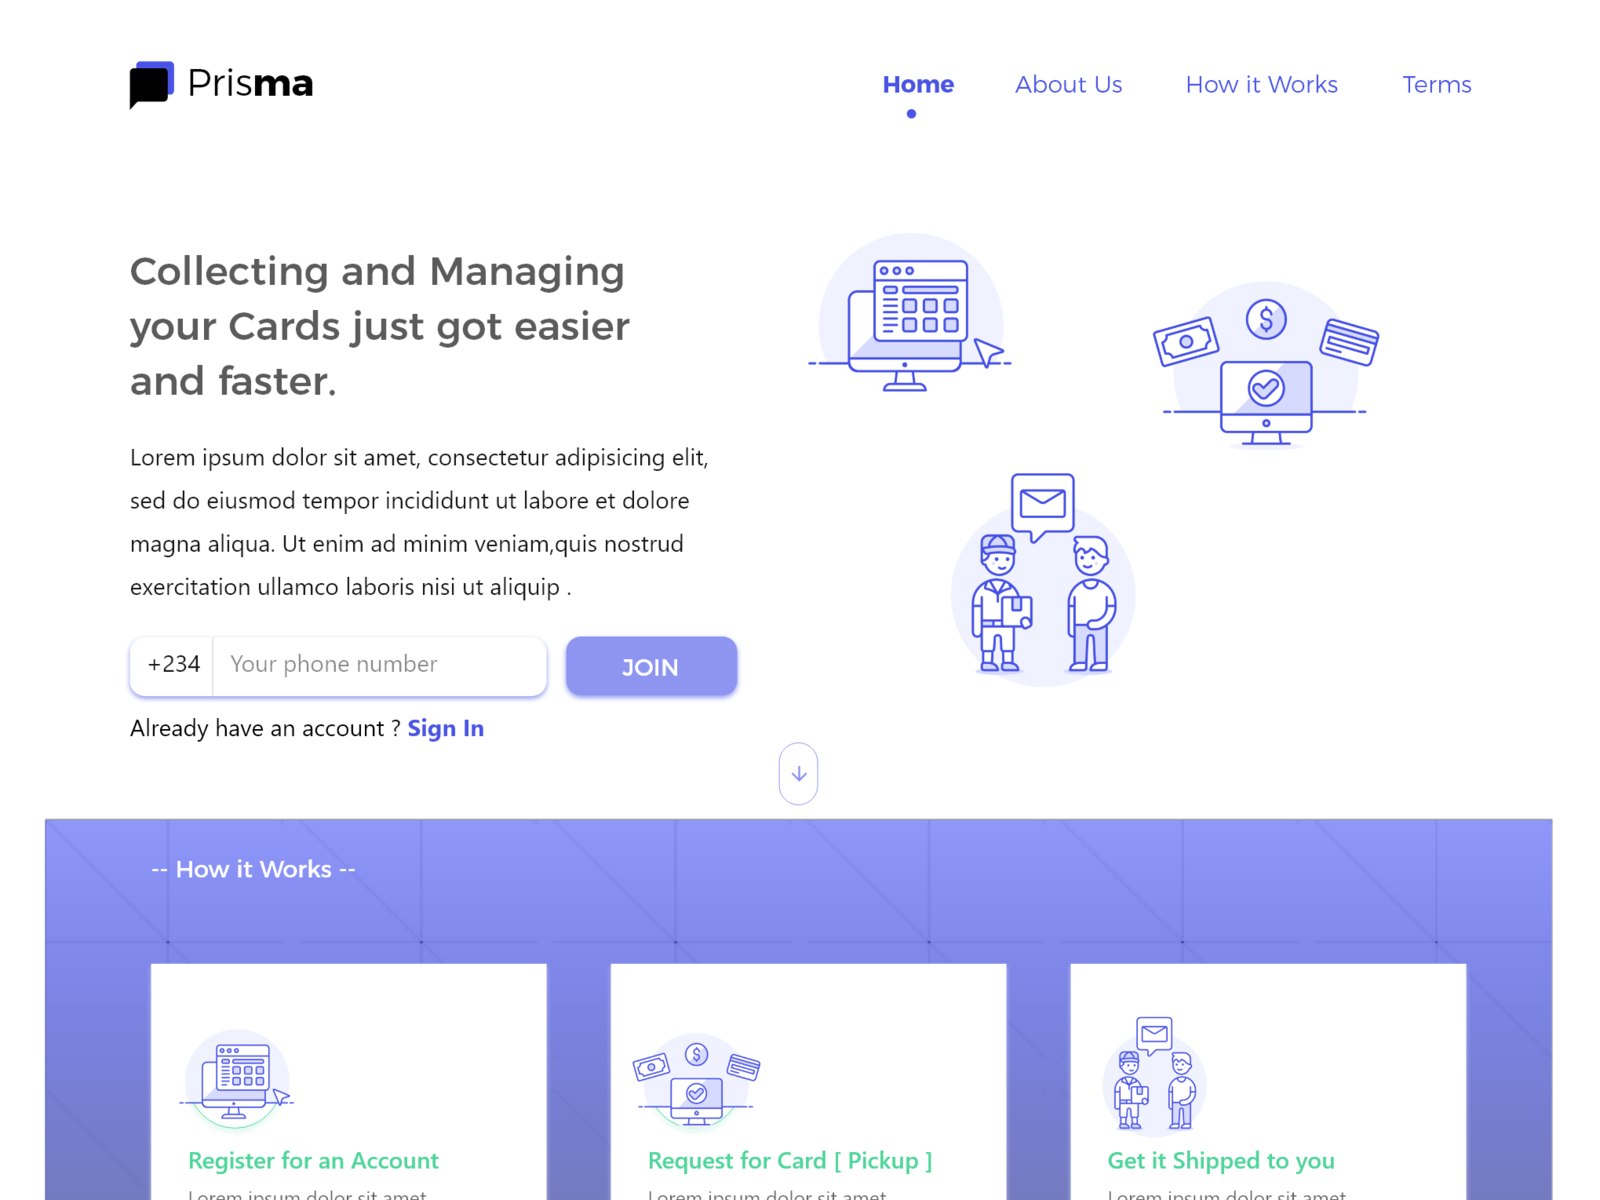 Prisma
Home About Us How it Works Terms
Collecting and Managing
your Cards just got easier
and faster.
Lorem ipsum dolor sit amet, consectetur adipisicing elit,
sed do eiusmod tempor incididunt ut labore et dolore
magna aliqua. Ut enim ad minim veniam,quis nostrud
exercitation ullamco laboris nisi ut aliquip .
+234 Your phone number JOIN
Already have an account ? Sign In
-- How it Works --
Register for an Account
Lorem ipsum dolor sit amet
Request for Card [ Pickup ]
Lorem ipsum dolor sit amet
Get it Shipped to you
Lorem ipsum dolor sit amet